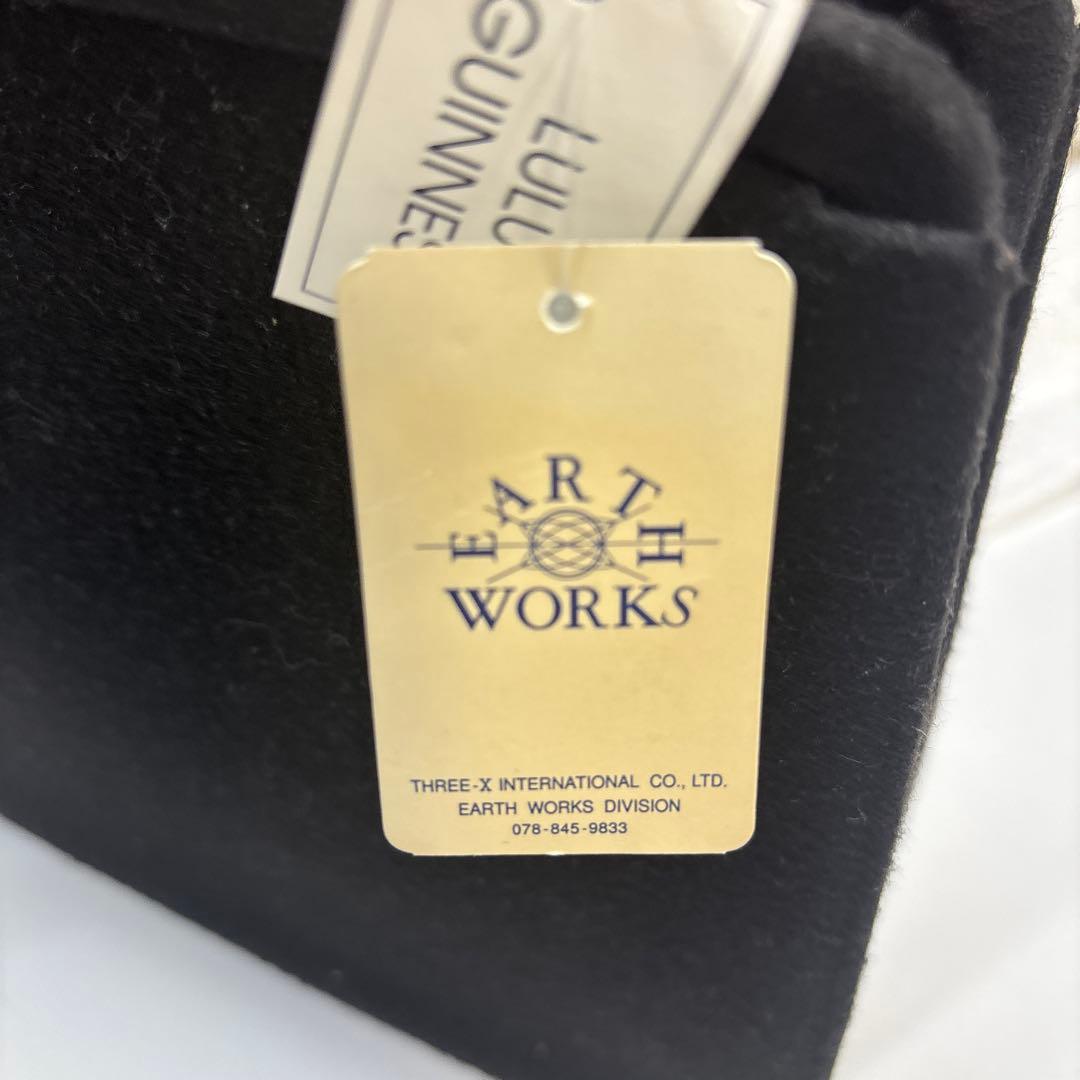 LULU
GUINNES
EARTH
WORKS
THREE-X INTERNATIONAL CO., LTD.
EARTH WORKS DIVISION
078-845-9833